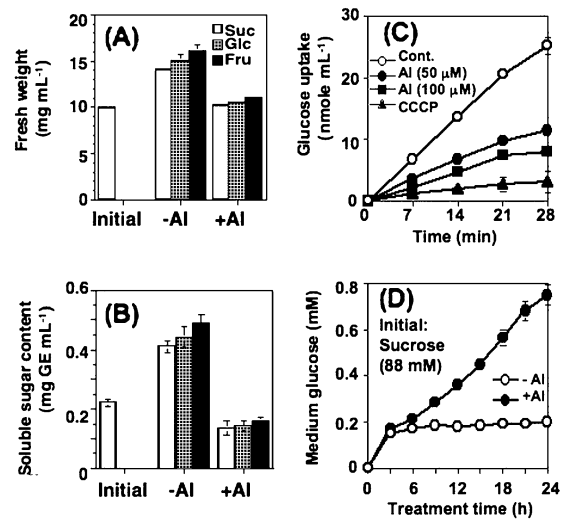 (A)
Suc
Glc
Fru
Fresh weight
(mg mL-1)
20
15
10
5
0
Initial -Al +Al
(C)
Cont.
Al (50 µM)
Al (100 µM)
CCCP
Glucose uptake
(nmole mL-1)
30
20
10
0
0 7 14 21 28
Time (min)
(B)
Soluble sugar content
(mg GE mL-1)
0.6
0.4
0.2
0
Initial -Al +Al
(D)
Initial:
Sucrose
(88 mM)
- Al
+Al
Medium glucose (mM)
0.8
0.6
0.4
0.2
0
0 6 12 18 24
Treatment time (h)